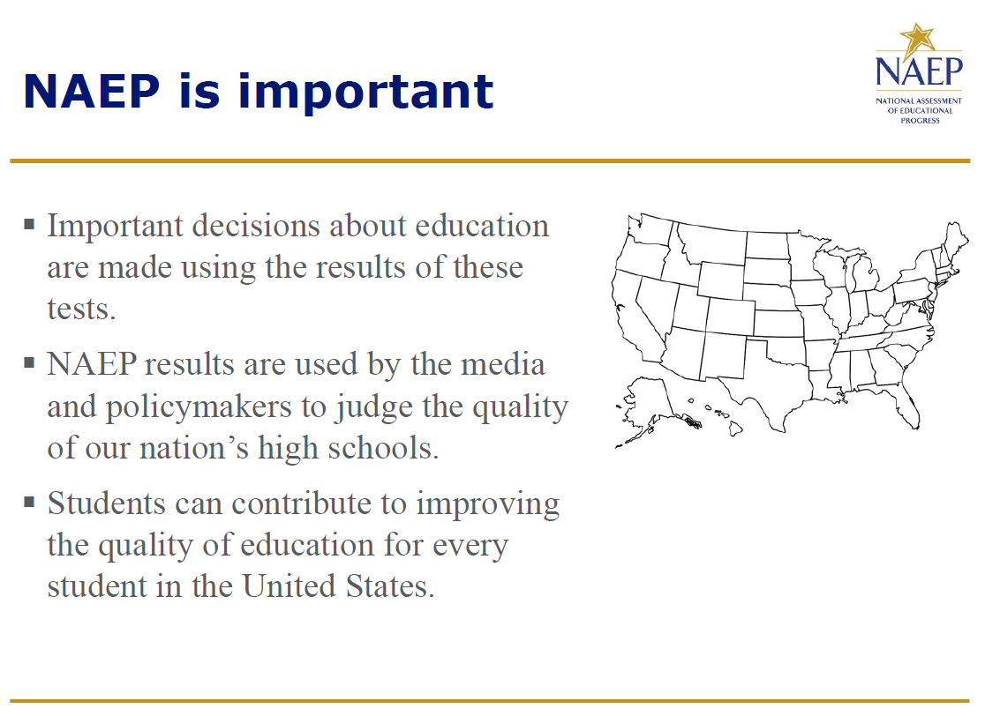 NAEP is important
NAEP
NATIONAL ASSESSMENT
OF EDUCATIONAL
PROGRESS
▪ Important decisions about education
are made using the results of these
tests.
▪ NAEP results are used by the media
and policymakers to judge the quality
of our nation’s high schools.
▪ Students can contribute to improving
the quality of education for every
student in the United States.